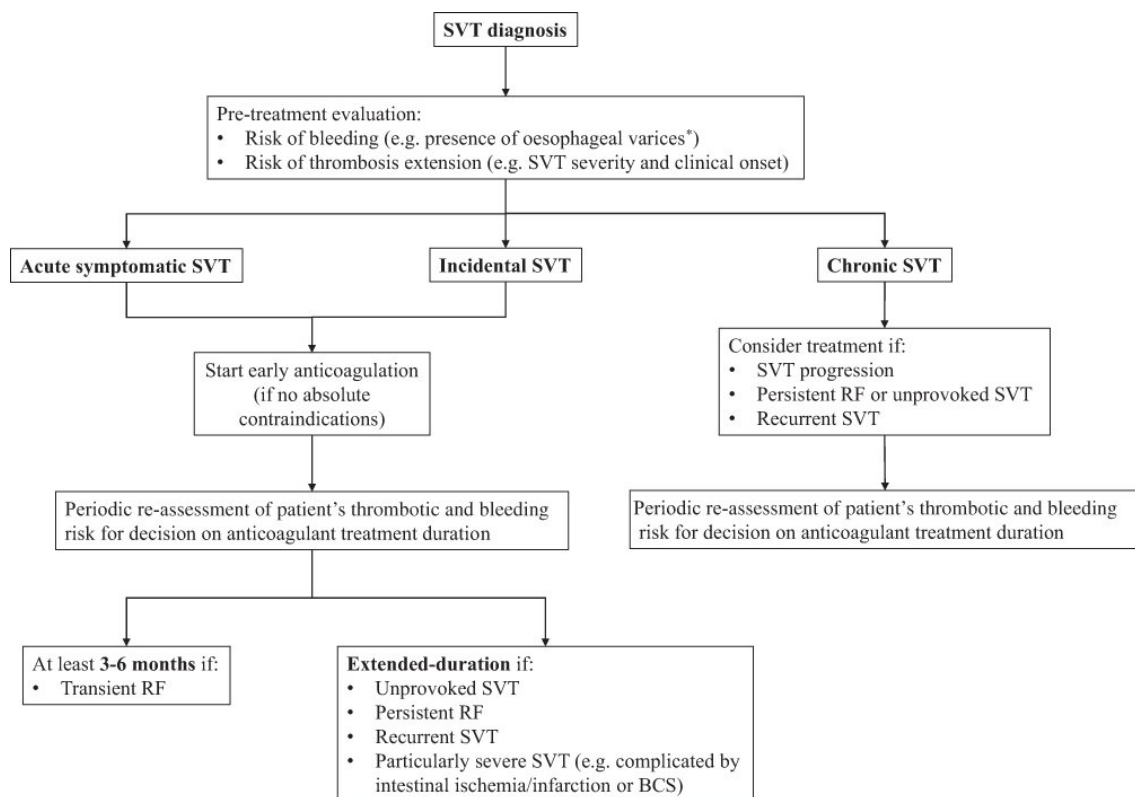 SVT diagnosis
Pre-treatment evaluation:
• Risk of bleeding (e.g. presence of oesophageal varices*)
• Risk of thrombosis extension (e.g. SVT severity and clinical onset)
Acute symptomatic SVT
Incidental SVT
Chronic SVT
Start early anticoagulation
(if no absolute
contraindications)
Consider treatment if:
• SVT progression
• Persistent RF or unprovoked SVT
• Recurrent SVT
Periodic re-assessment of patient's thrombotic and bleeding
risk for decision on anticoagulant treatment duration
Periodic re-assessment of patient's thrombotic and bleeding
risk for decision on anticoagulant treatment duration
At least 3-6 months if:
• Transient RF
Extended-duration if:
• Unprovoked SVT
• Persistent RF
• Recurrent SVT
• Particularly severe SVT (e.g. complicated by
intestinal ischemia/infarction or BCS)